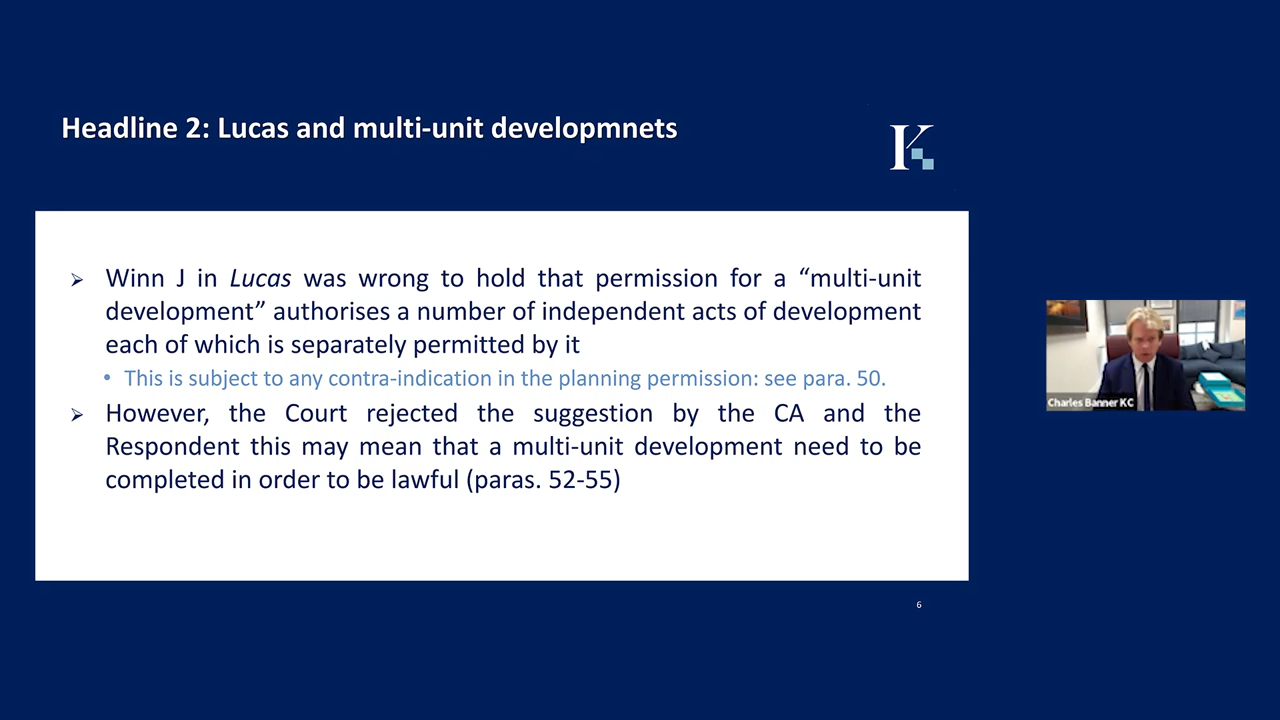 Headline 2: Lucas and multi-unit developmnets
K
➢ Winn J in Lucas was wrong to hold that permission for a “multi-unit
development” authorises a number of independent acts of development
each of which is separately permitted by it
• This is subject to any contra-indication in the planning permission: see para. 50.
➢ However, the Court rejected the suggestion by the CA and the
Respondent this may mean that a multi-unit development need to be
completed in order to be lawful (paras. 52-55)
Charles Banner KC
6